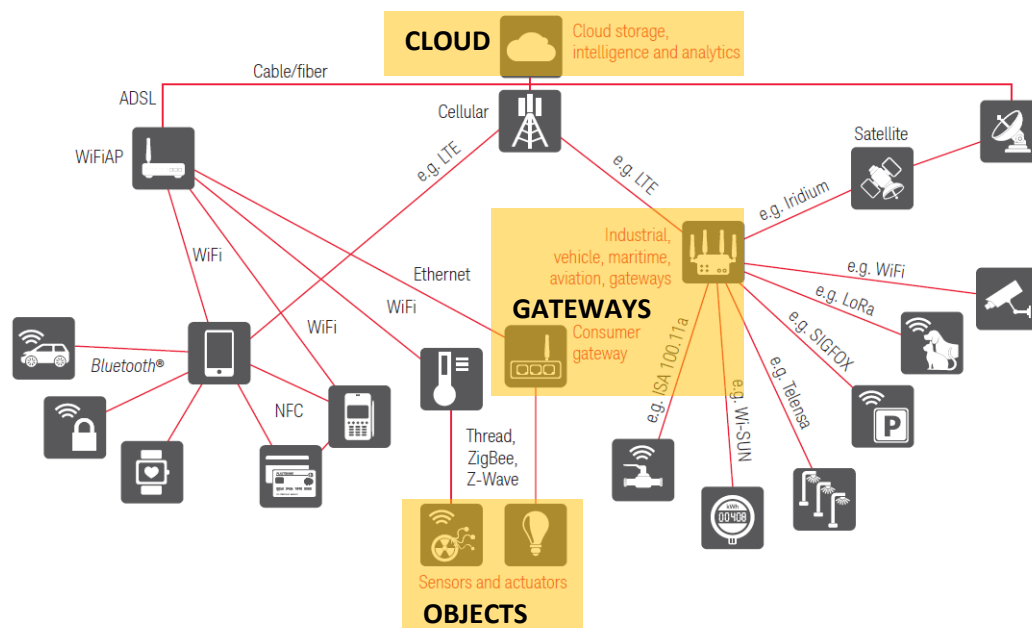 CLOUD
Cloud storage,
intelligence and analytics
Cable/fiber
ADSL
Cellular
Satellite
WiFiAP
e.g. LTE
e.g. LTE
e.g. Iridium
Industrial,
vehicle, maritime,
aviation, gateways
WiFi
Ethernet
e.g. WiFi
e.g. LoRa
GATEWAYS
WiFi
WiFi
Consumer
gateway
e.g. SIGFOX
Bluetooth®
e.g. ISA 100.11a
e.g. Telensa
e.g. Wi-SUN
NFC
P
Thread,
ZigBee,
Z-Wave
kWh
00408
Sensors and actuators
OBJECTS